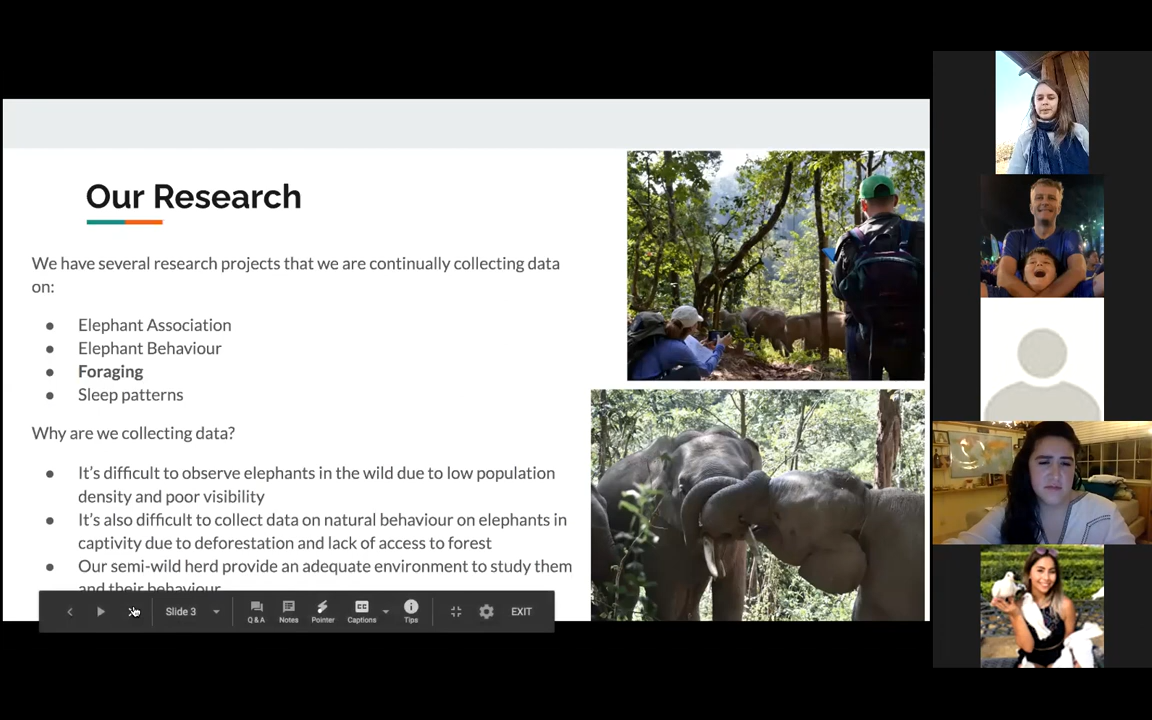 Our Research
We have several research projects that we are continually collecting data
on:
● Elephant Association
● Elephant Behaviour
● Foraging
● Sleep patterns
Why are we collecting data?
● It's difficult to observe elephants in the wild due to low population
density and poor visibility
● It's also difficult to collect data on natural behaviour on elephants in
captivity due to deforestation and lack of access to forest
● Our semi-wild herd provide an adequate environment to study them
and their behaviour
Slide 3
Q & A
Notes
Pointer
CC
Captions
Tips
EXIT